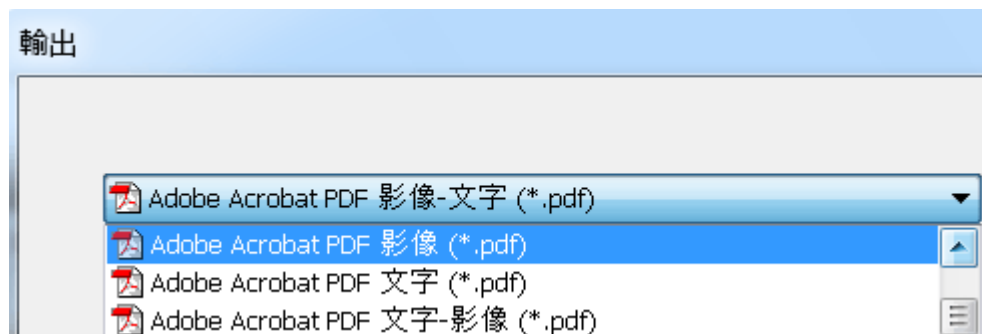 輸出
Adobe Acrobat PDF 影像-文字 (*.pdf)
Adobe Acrobat PDF 影像 (*.pdf)
Adobe Acrobat PDF 文字 (*.pdf)
Adobe Acrobat PDF 文字-影像 (*.pdf)